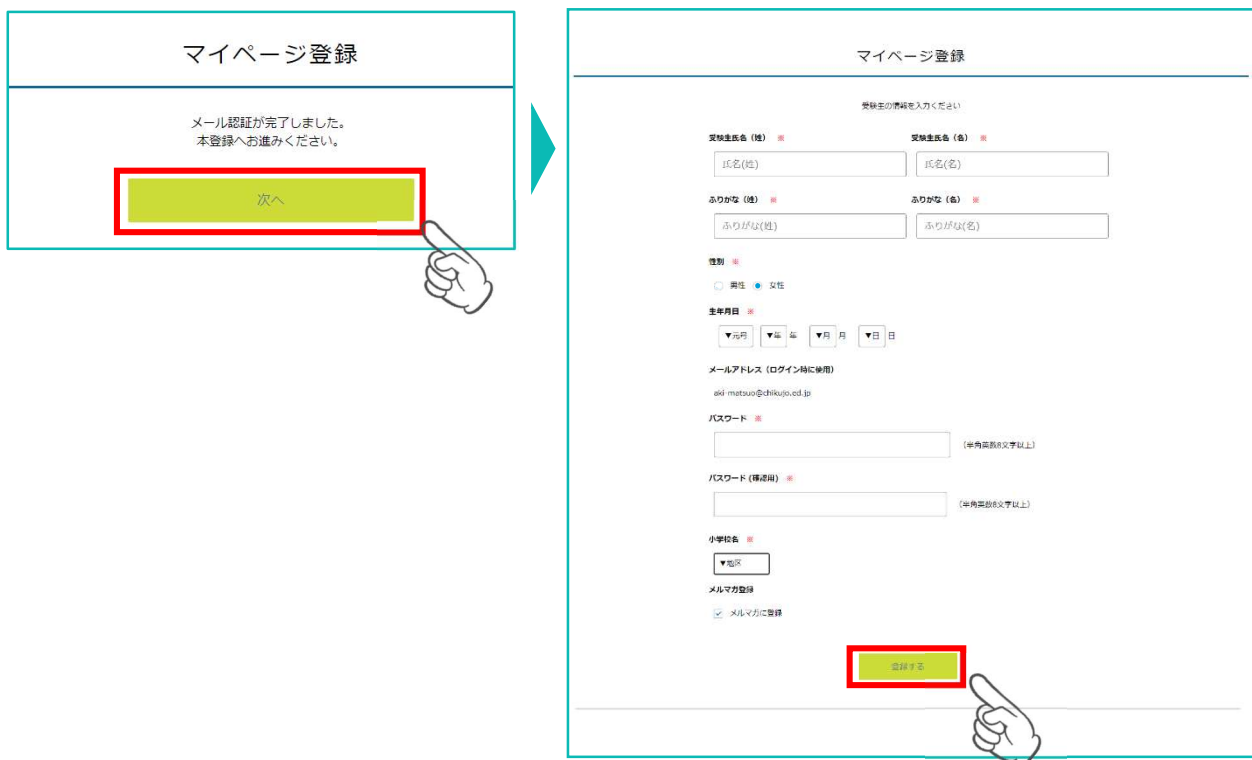 マイページ登録
メール認証が完了しました。
本登録へお進みください。
次へ
マイページ登録
受験生の情報を入力ください
受験生氏名（姓） ※ 受験生氏名（名） ※
氏名(姓) 氏名(名)
ふりがな（姓） ※ ふりがな（名） ※
ふりがな(姓) ふりがな(名)
性別 ※
男性 女性
生年月日 ※
▼元号 ▼年 年 ▼月 月 ▼日 日
メールアドレス（ログイン時に使用）
aki-matsuo@chikujo.ed.jp
パスワード ※
（半角英数8文字以上）
パスワード (確認用) ※
（半角英数8文字以上）
小学校名 ※
▼地区
メルマガ登録
メルマガに登録
登録する